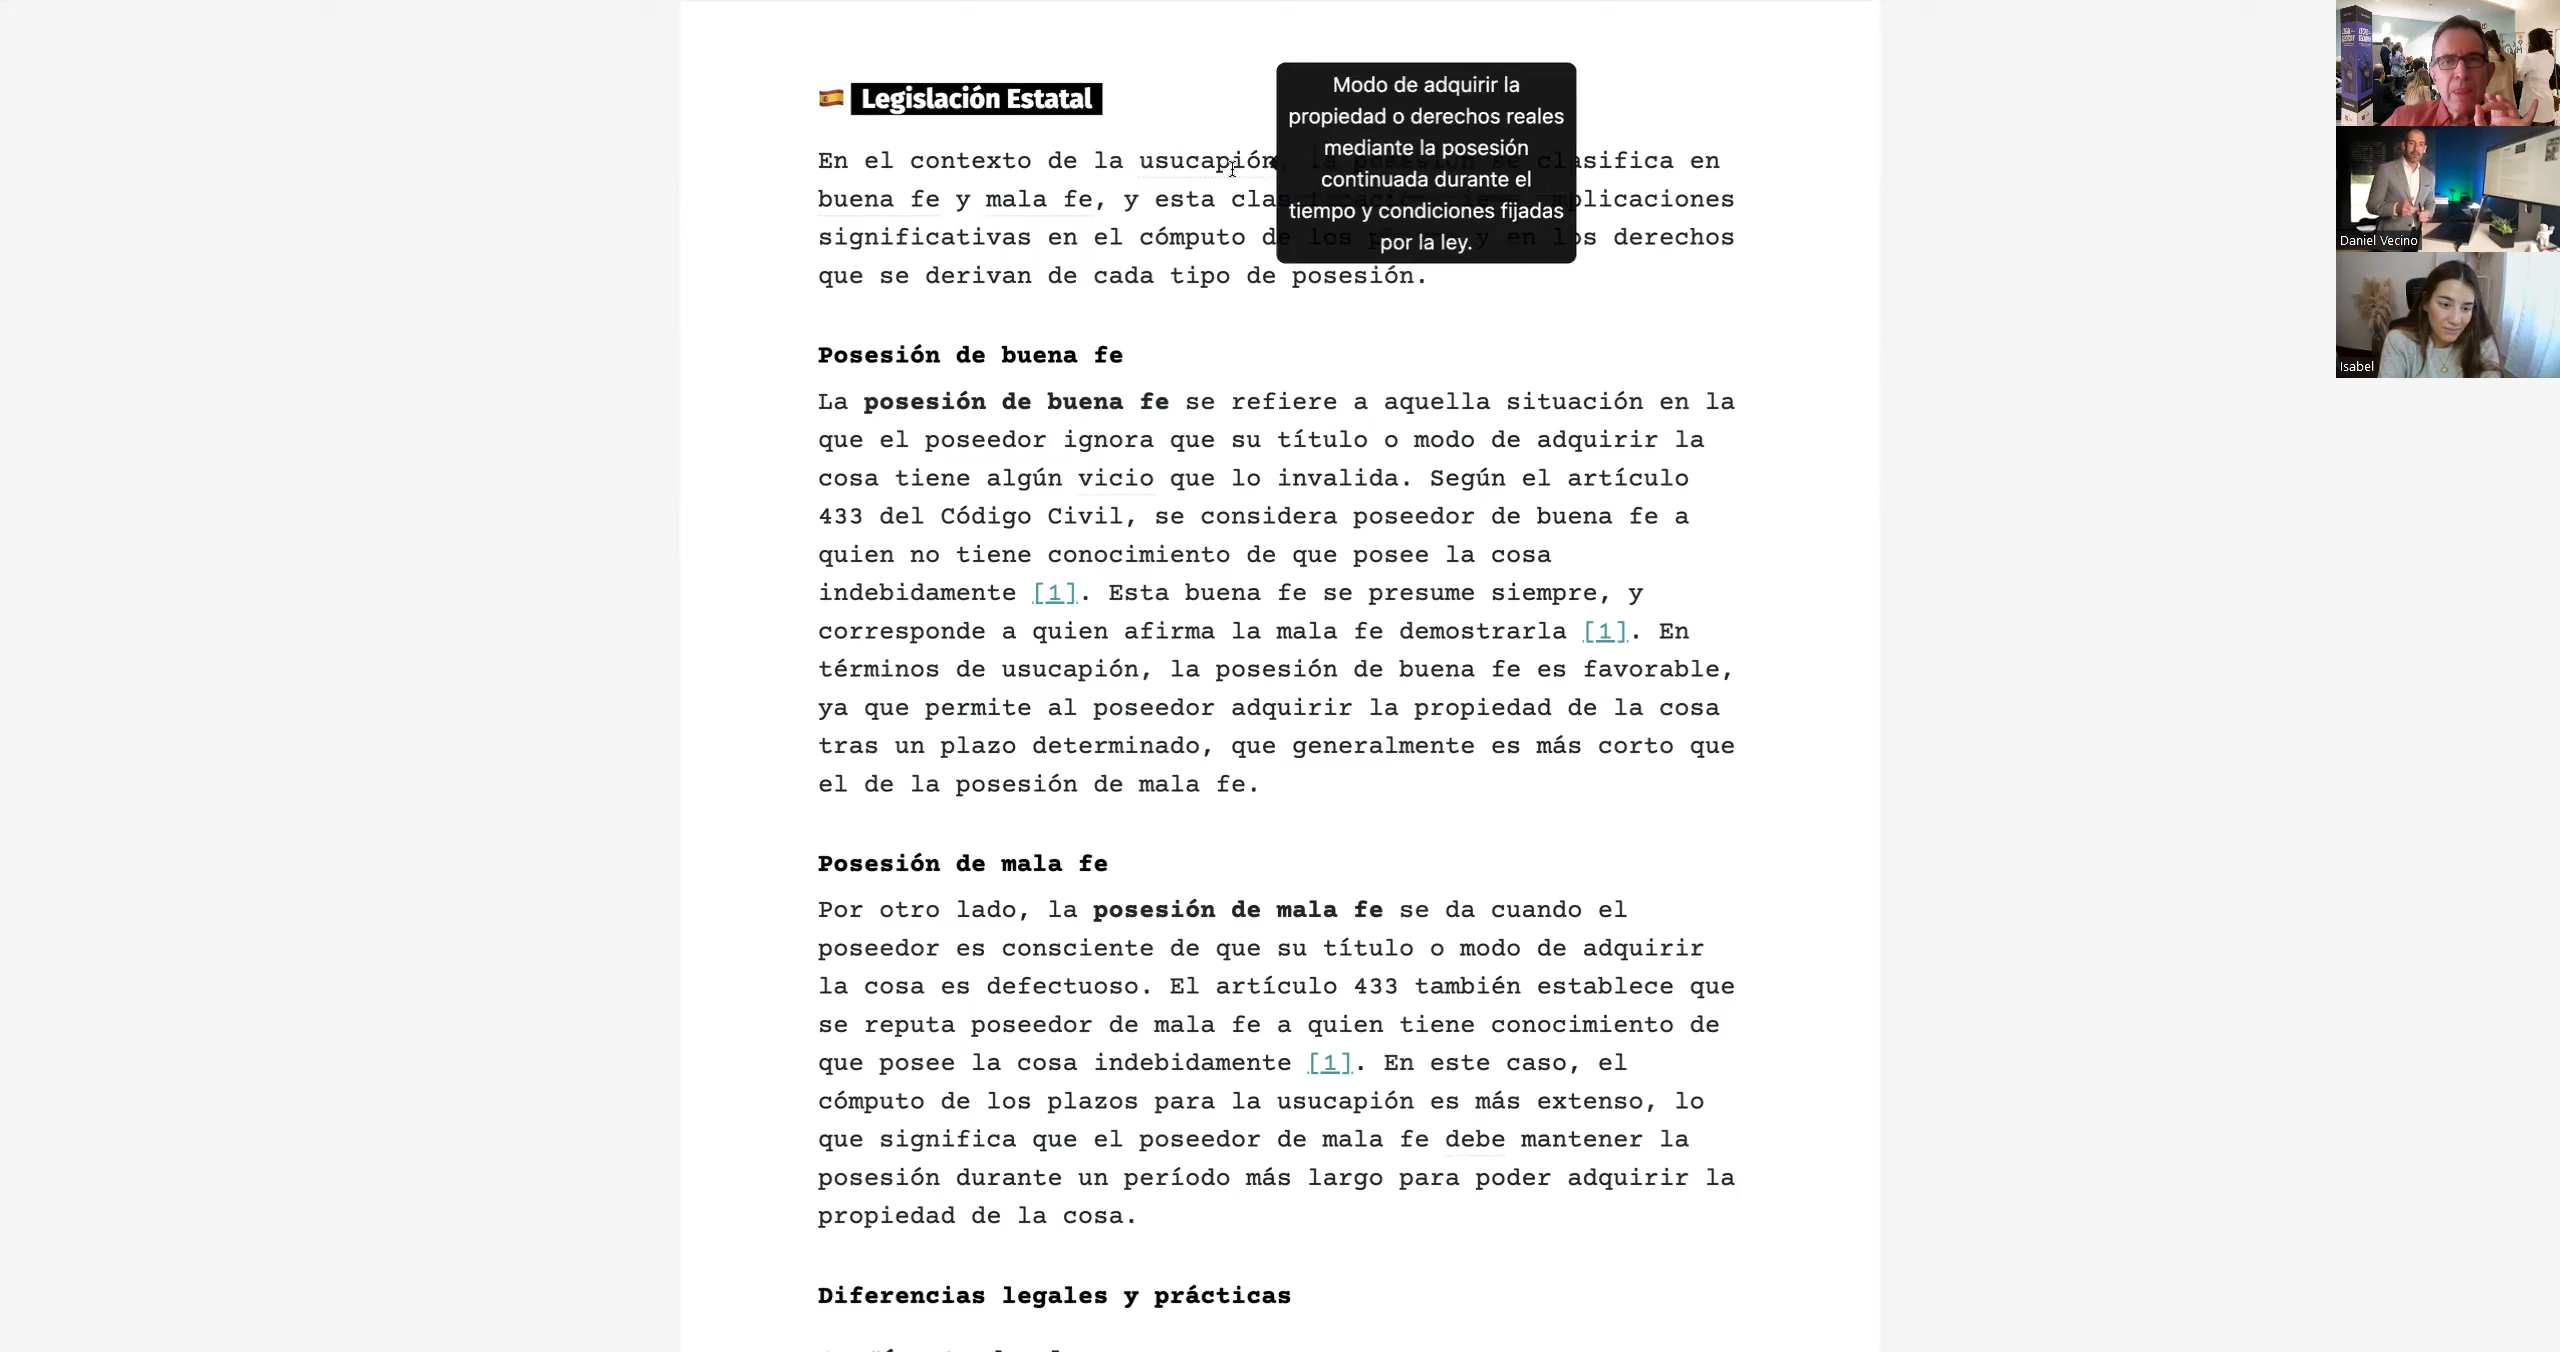 Legislación Estatal
Modo de adquirir la
propiedad o derechos reales
mediante la posesión
continuada durante el
tiempo y condiciones fijadas
por la ley.
En el contexto de la usucapión, la posesión se clasifica en
buena fe y mala fe, y esta implicaciones
significativas en el cómputo de los y en los derechos
que se derivan de cada tipo de posesión.
Posesión de buena fe
La posesión de buena fe se refiere a aquella situación en la
que el poseedor ignora que su título o modo de adquirir la
cosa tiene algún vicio que lo invalida. Según el artículo
433 del Código Civil, se considera poseedor de buena fe a
quien no tiene conocimiento de que posee la cosa
indebidamente [1]. Esta buena fe se presume siempre, y
corresponde a quien afirma la mala fe demostrarla [1]. En
términos de usucapión, la posesión de buena fe es favorable,
ya que permite al poseedor adquirir la propiedad de la cosa
tras un plazo determinado, que generalmente es más corto que
el de la posesión de mala fe.
Posesión de mala fe
Por otro lado, la posesión de mala fe se da cuando el
poseedor es consciente de que su título o modo de adquirir
la cosa es defectuoso. El artículo 433 también establece que
se reputa poseedor de mala fe a quien tiene conocimiento de
que posee la cosa indebidamente [1]. En este caso, el
cómputo de los plazos para la usucapión es más extenso, lo
que significa que el poseedor de mala fe debe mantener la
posesión durante un período más largo para poder adquirir la
propiedad de la cosa.
Diferencias legales y prácticas
Daniel Vecino
Isabel